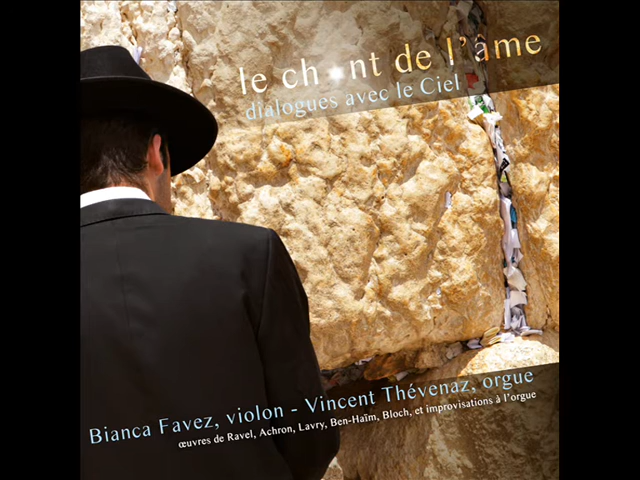 le chant de l'âme
dialogues avec le Ciel
Bianca Favez, violon - Vincent Thévenaz, orgue
œuvres de Ravel, Achron, Lavry, Ben-Haïm, Bloch, et improvisations à l'orgue